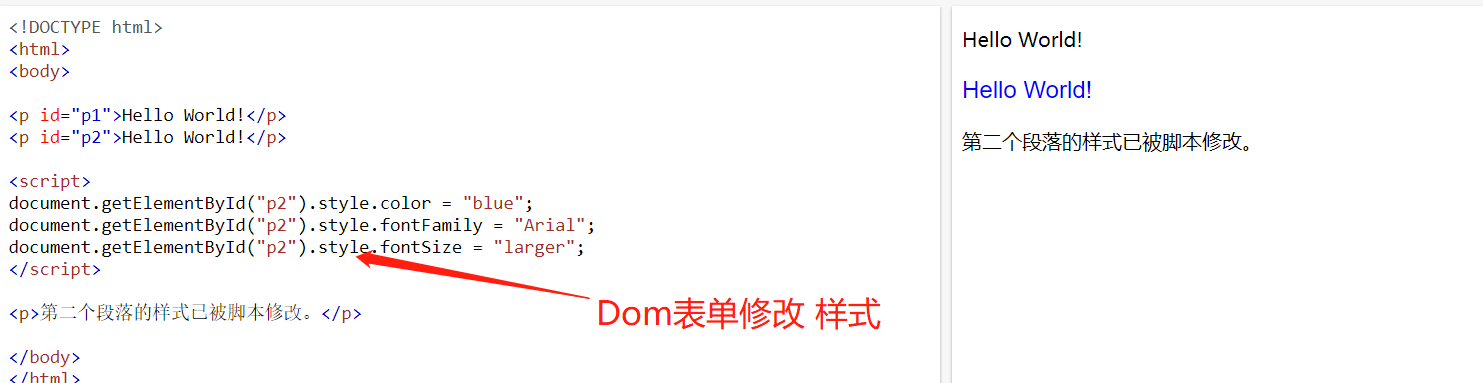 <!DOCTYPE html>
<html>
<body>
<p id="p1">Hello World!</p>
<p id="p2">Hello World!</p>
<script>
document.getElementById("p2").style.color = "blue";
document.getElementById("p2").style.fontFamily = "Arial";
document.getElementById("p2").style.fontSize = "larger";
</script>
<p>第二个段落的样式已被脚本修改。</p>
</body>
</html>
Dom表单修改 样式
Hello World!
Hello World!
第二个段落的样式已被脚本修改。